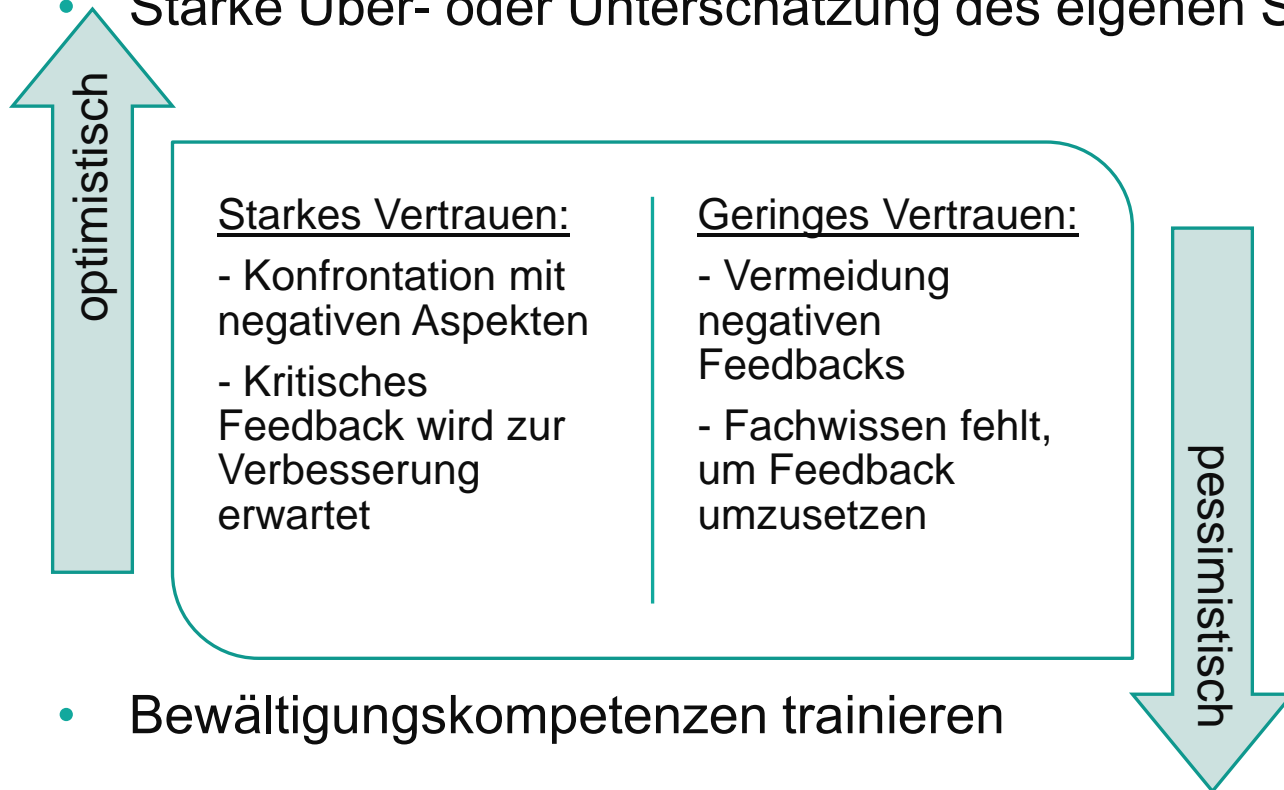 • Starke Über- oder Unterschätzung des eigenen S
optimistisch
Starkes Vertrauen:
- Konfrontation mit
negativen Aspekten
- Kritisches
Feedback wird zur
Verbesserung
erwartet
Geringes Vertrauen:
- Vermeidung
negativen
Feedbacks
- Fachwissen fehlt,
um Feedback
umzusetzen
pessimistisch
• Bewältigungskompetenzen trainieren